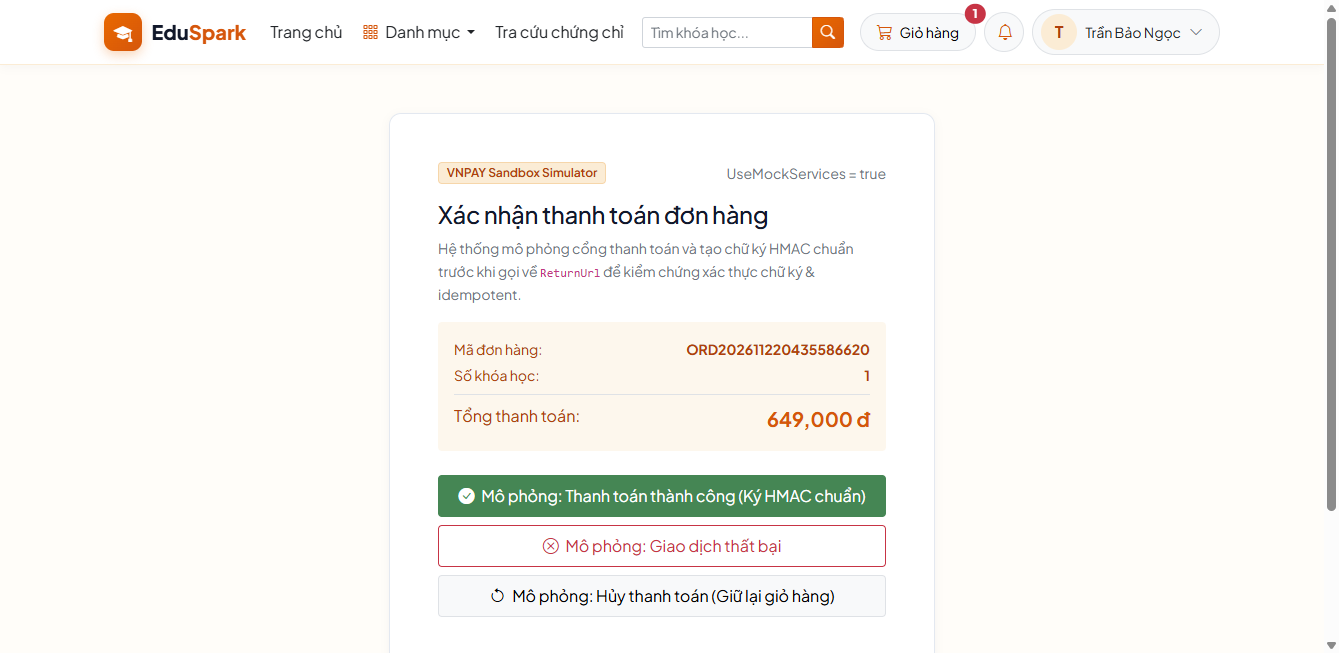 EduSpark
Trang chủ
Danh mục
Tra cứu chứng chỉ
Tìm khóa học...
Giỏ hàng
1
T
Trần Bảo Ngọc
VNPAY Sandbox Simulator
UseMockServices = true
Xác nhận thanh toán đơn hàng
Hệ thống mô phỏng cổng thanh toán và tạo chữ ký HMAC chuẩn
trước khi gọi về ReturnUrl để kiểm chứng xác thực chữ ký &
idempotent.
Mã đơn hàng: ORD202611220435586620
Số khóa học: 1
Tổng thanh toán: 649,000 đ
Mô phỏng: Thanh toán thành công (Ký HMAC chuẩn)
Mô phỏng: Giao dịch thất bại
Mô phỏng: Hủy thanh toán (Giữ lại giỏ hàng)